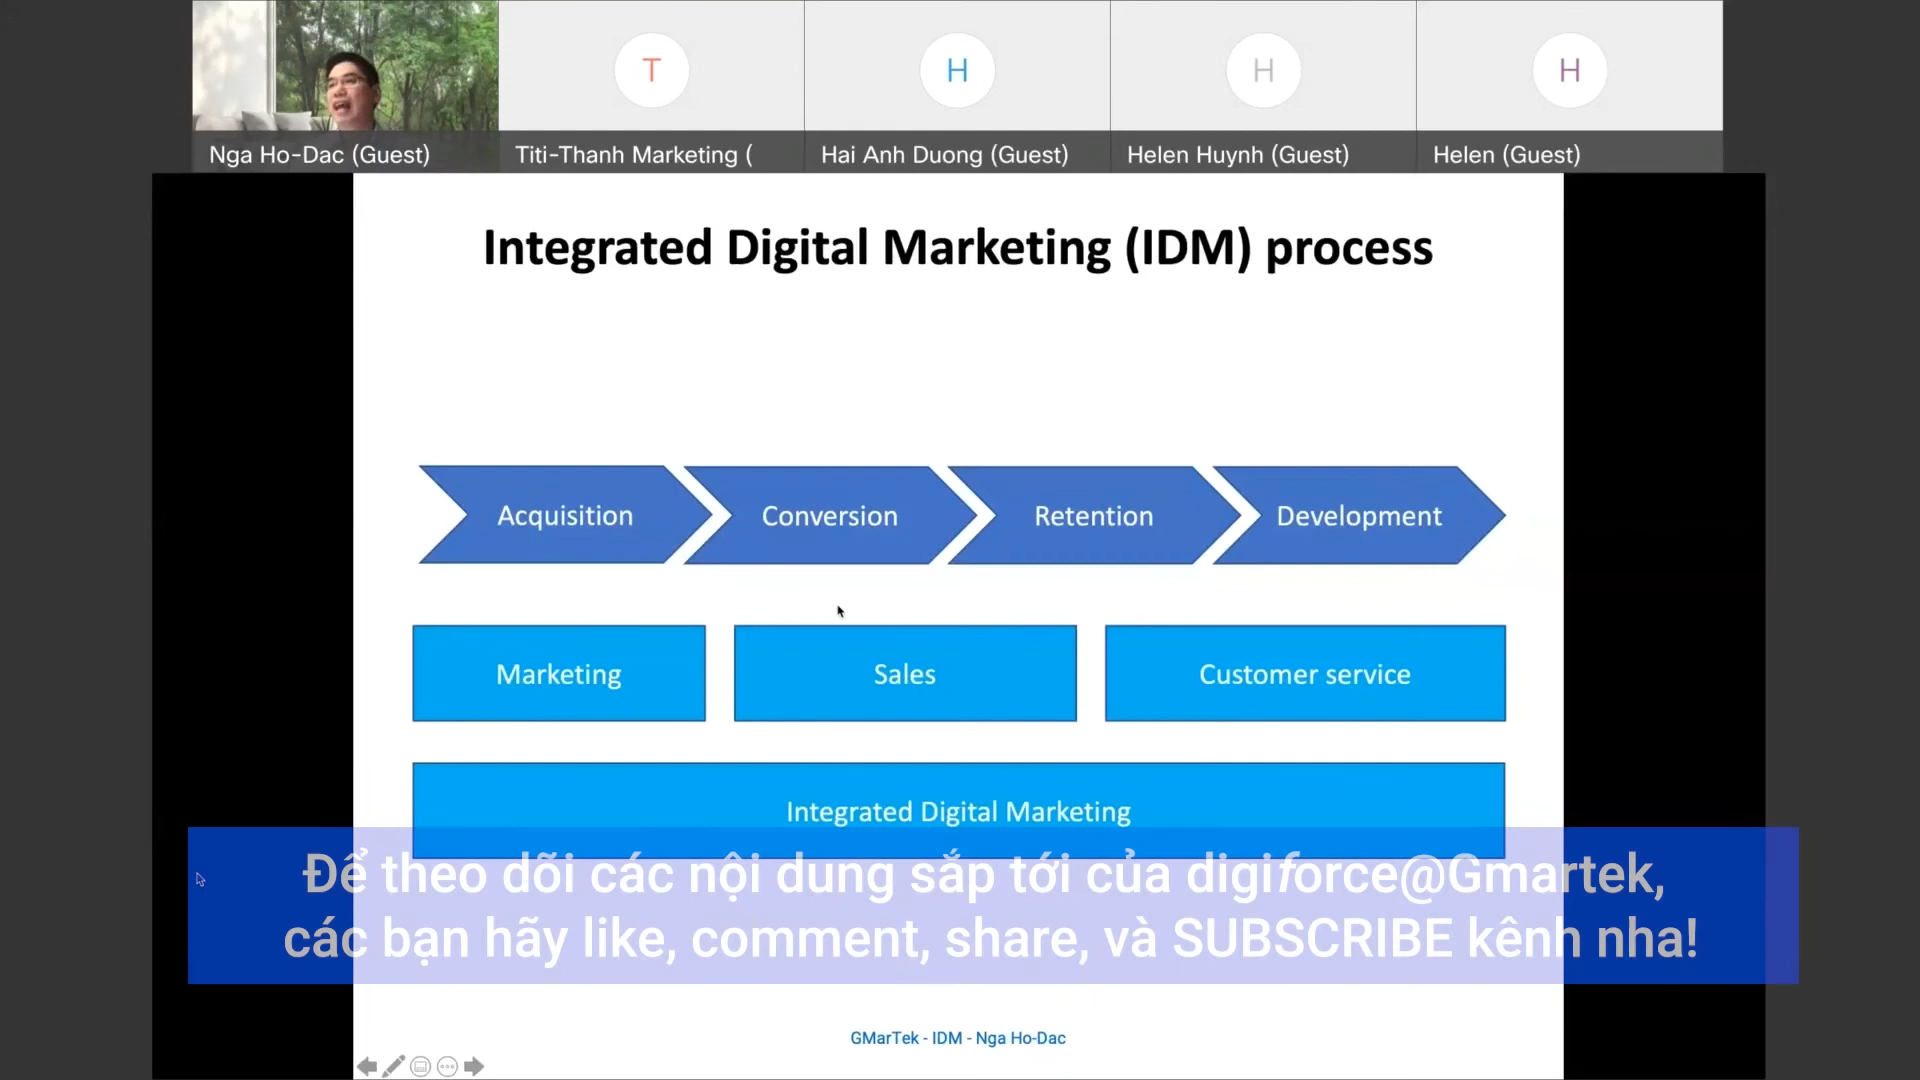 T
H
H
H
Nga Ho-Dac (Guest)
Titi-Thanh Marketing (
Hai Anh Duong (Guest)
Helen Huynh (Guest)
Helen (Guest)
Integrated Digital Marketing (IDM) process
Acquisition
Conversion
Retention
Development
Marketing
Sales
Customer service
Integrated Digital Marketing
Để theo dõi các nội dung sắp tới của digiforce@Gmartek,
các bạn hãy like, comment, share, và SUBSCRIBE kênh nha!
GMarTek - IDM - Nga Ho-Dac